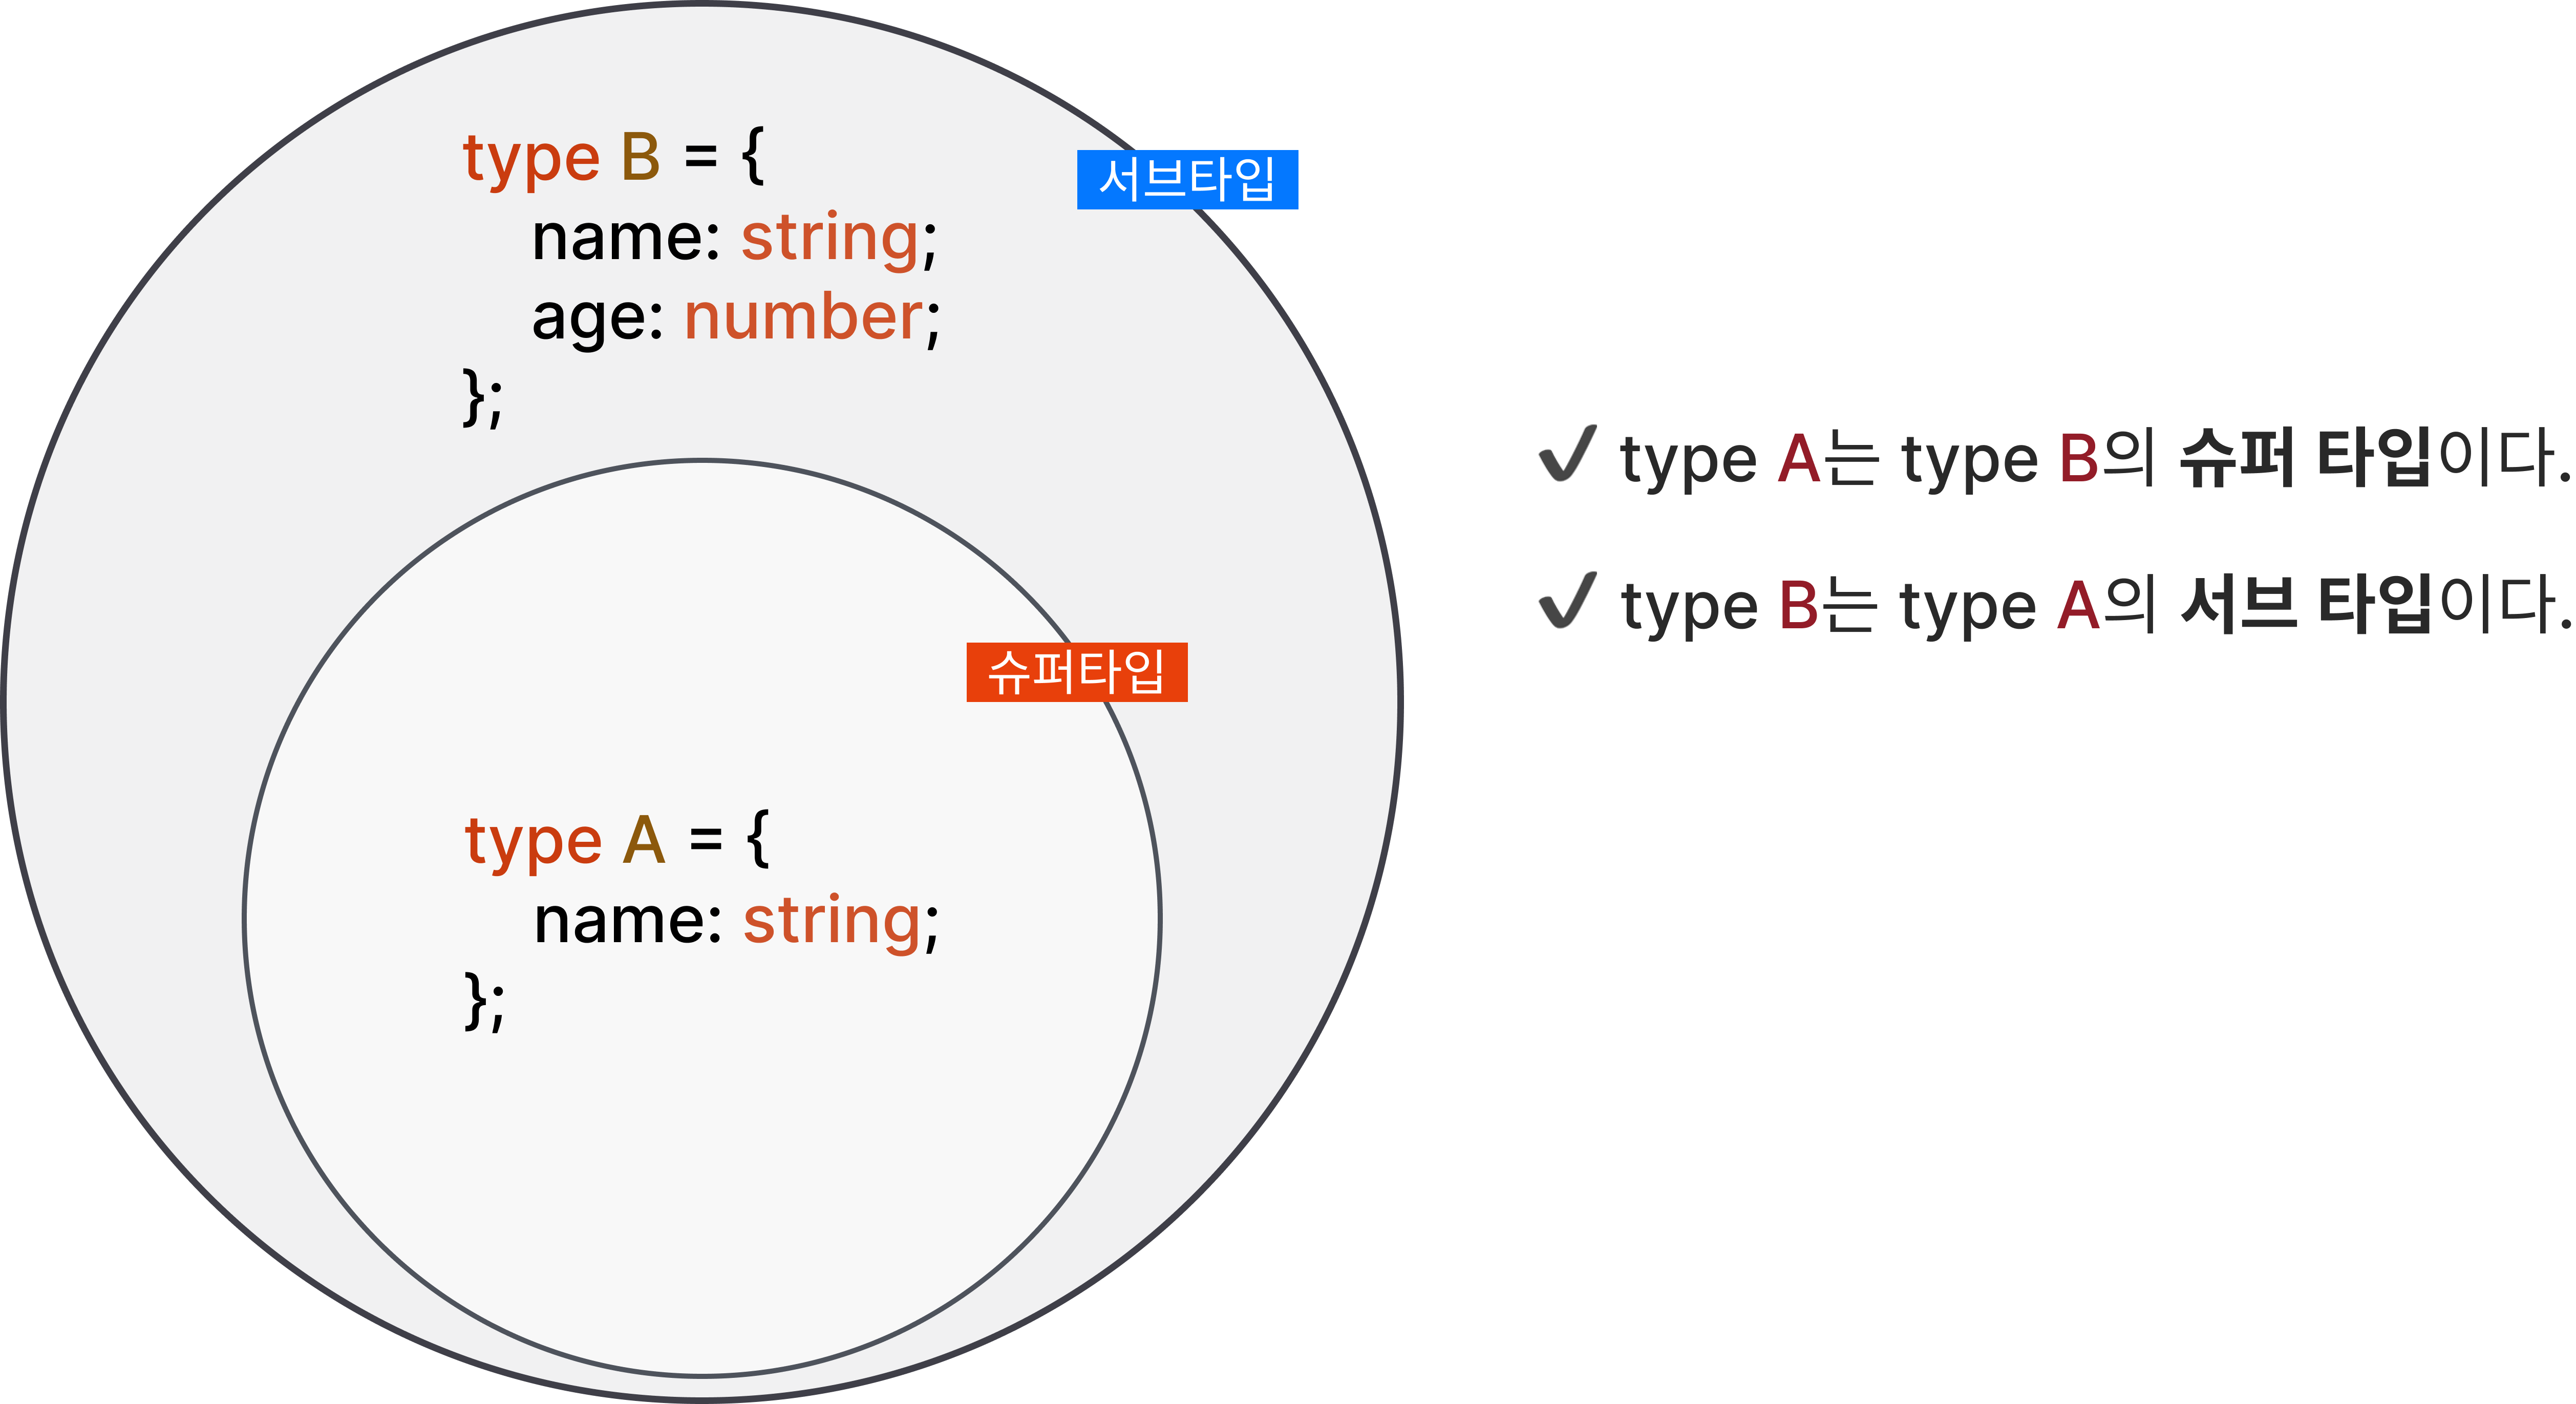 type B = {
name: string;
age: number;
};
서브타입
슈퍼타입
type A = {
name: string;
};
✔ type A는 type B의 슈퍼 타입이다.
✔ type B는 type A의 서브 타입이다.